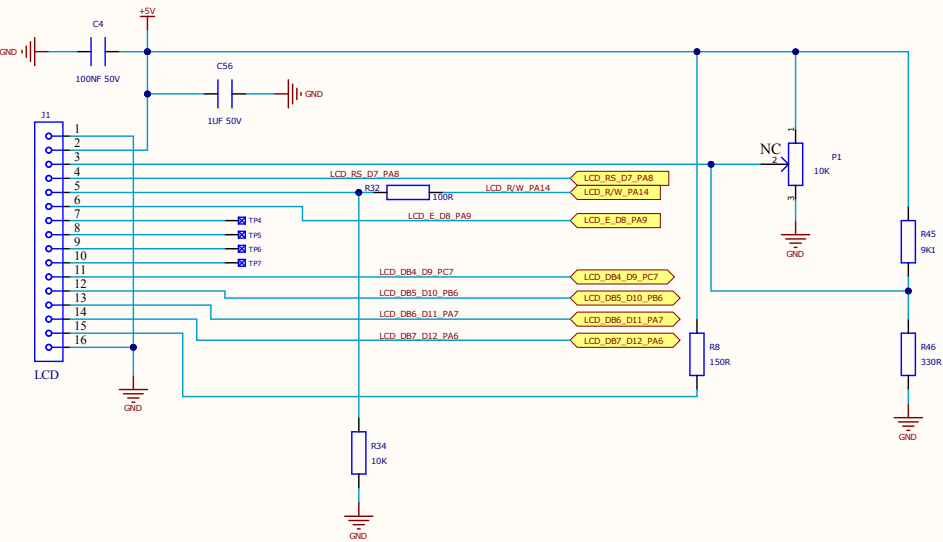 +5V
C4
GND
100NF 50V
C56
GND
1UF 50V
J1
1
2
3
4
5
6
7
8
9
10
11
12
13
14
15
16
LCD
GND
LCD_RS_D7_PA8
R32
100R
LCD_R/W_PA14
LCD_E_D8_PA9
TP4
TP5
TP6
TP7
LCD_DB4_D9_PC7
LCD_DB5_D10_PB6
LCD_DB6_D11_PA7
LCD_DB7_D12_PA6
LCD_RS_D7_PA8
LCD_R/W_PA14
LCD_E_D8_PA9
LCD_DB4_D9_PC7
LCD_DB5_D10_PB6
LCD_DB6_D11_PA7
LCD_DB7_D12_PA6
NC
1
2
3
P1
10K
GND
R45
9K1
R8
150R
R46
330R
GND
R34
10K
GND